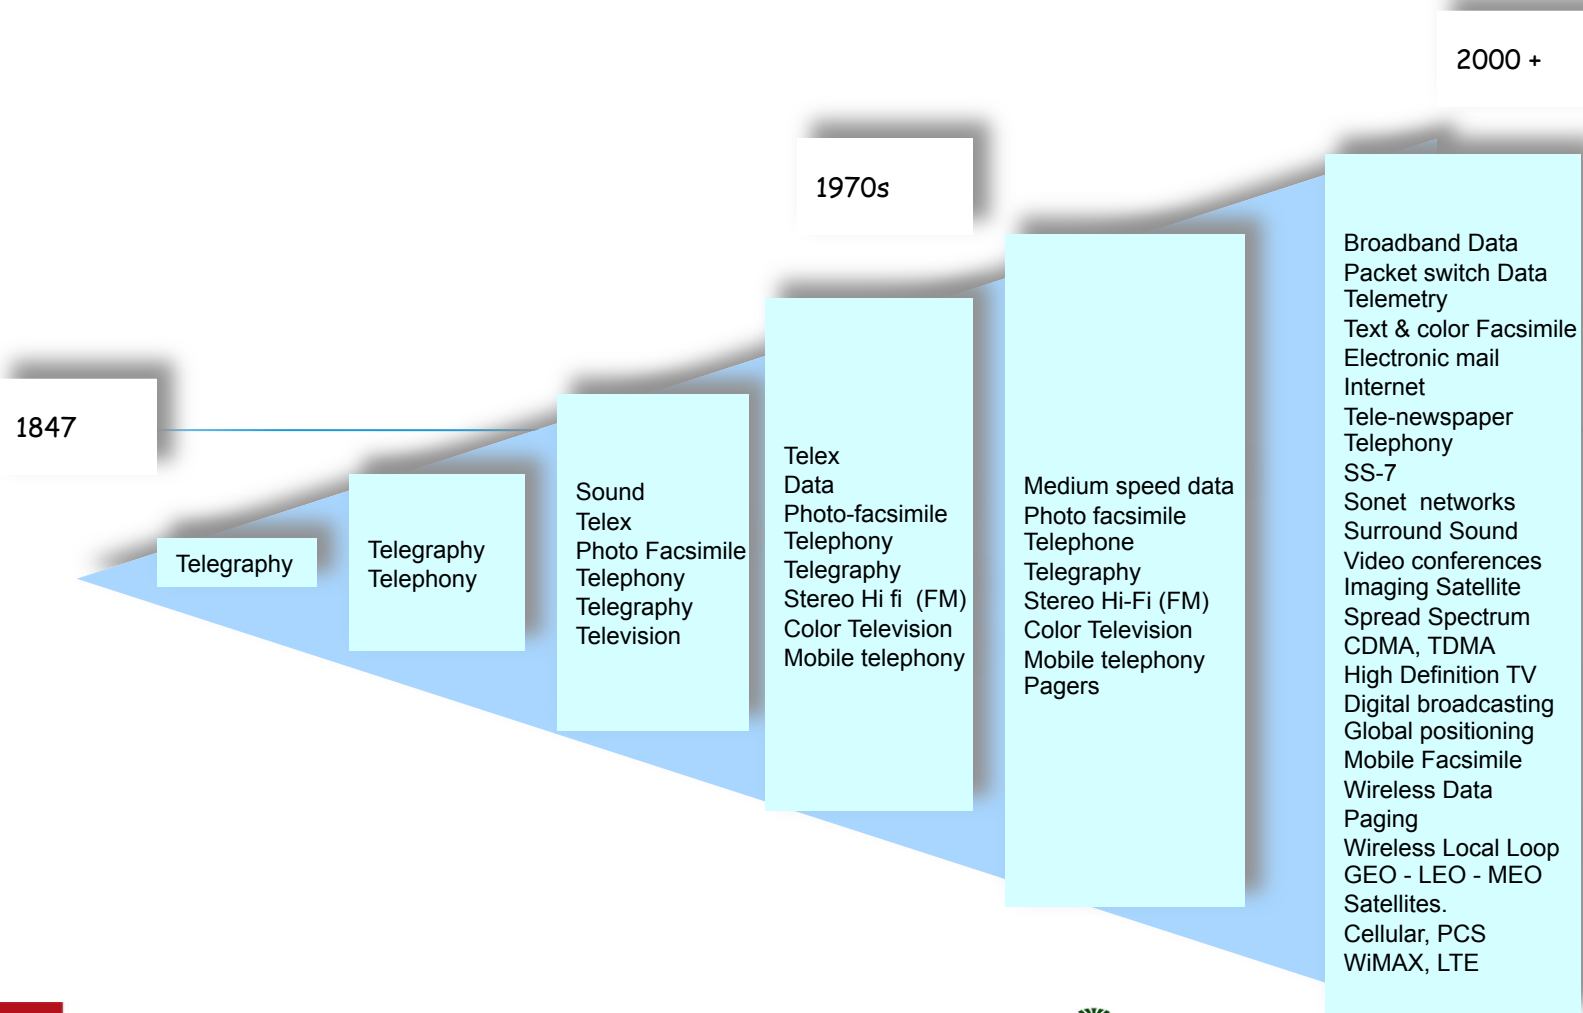 2000 +
1970s
1847
Telegraphy
Telegraphy
Telephony
Sound
Telex
Photo Facsimile
Telephony
Telegraphy
Television
Telex
Data
Photo-facsimile
Telephony
Telegraphy
Stereo Hi fi  (FM)
Color Television
Mobile telephony
Medium speed data
Photo facsimile
Telephone
Telegraphy
Stereo Hi-Fi (FM)
Color Television
Mobile telephony
Pagers
Broadband Data
Packet switch Data
Telemetry
Text & color Facsimile
Electronic mail
Internet
Tele-newspaper
Telephony
SS-7
Sonet  networks
Surround Sound
Video conferences
Imaging Satellite
Spread Spectrum
CDMA, TDMA
High Definition TV
Digital broadcasting
Global positioning
Mobile Facsimile
Wireless Data
Paging
Wireless Local Loop
GEO - LEO - MEO
Satellites.
Cellular, PCS
WiMAX, LTE